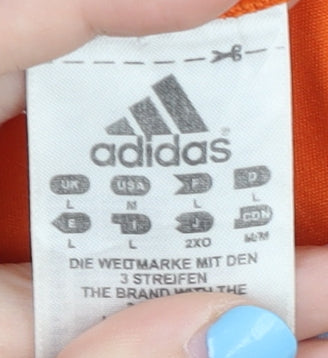 adidas®
UK USA F D
L M L L
E I J CDN
L L 2XO M/M
DIE WELTMARKE MIT DEN
3 STREIFEN
THE BRAND WITH THE